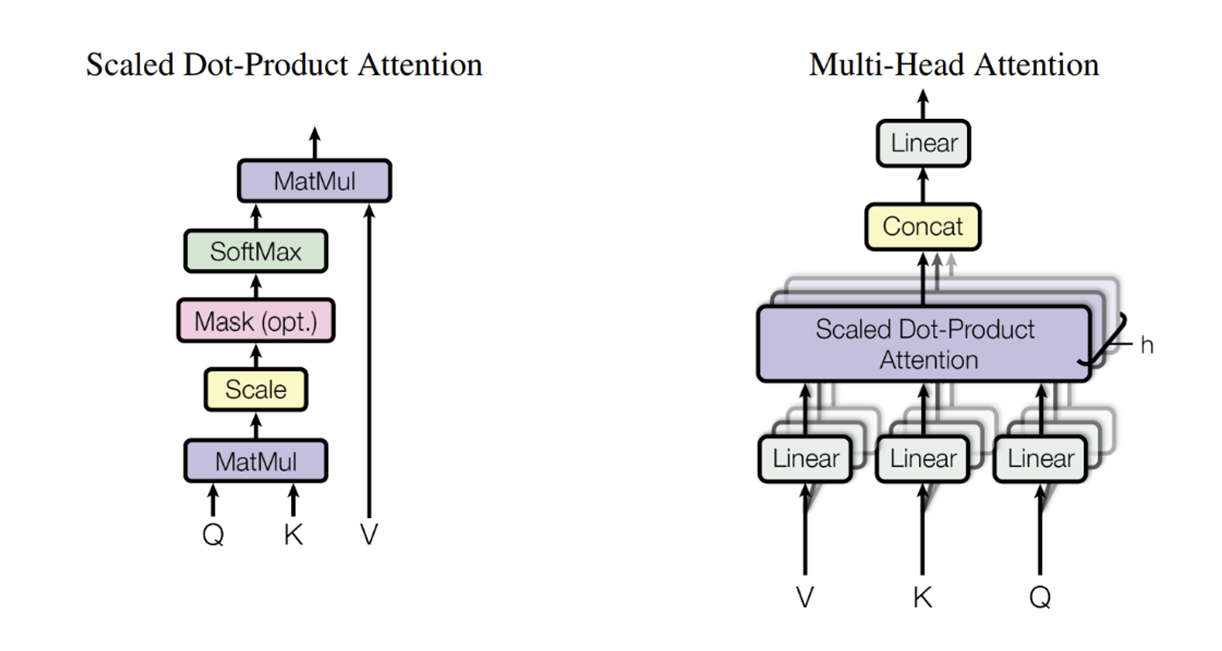 Scaled Dot-Product Attention
MatMul
SoftMax
Mask (opt.)
Scale
MatMul
Q K V
Multi-Head Attention
Linear
Concat
Scaled Dot-Product
Attention
h
Linear Linear Linear
V K Q